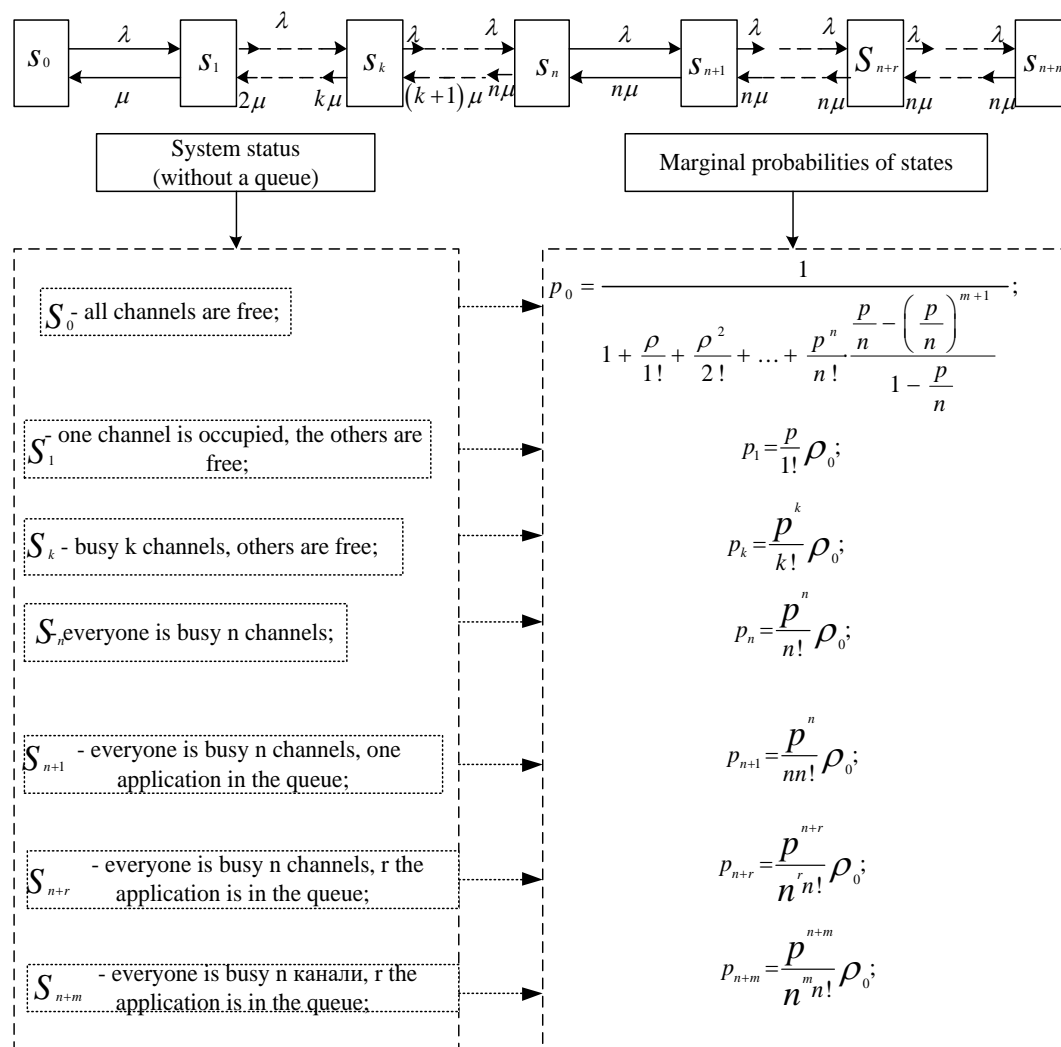 λ λ λ λ λ λ λ λ
S₀ S₁ Sₖ Sₙ Sₙ₊₁ Sₙ₊ᵣ Sₙ₊ₘ
μ 2μ kμ (k+1)μ nμ nμ nμ nμ nμ nμ
System status
(without a queue)
Marginal probabilities of states
S₀ - all channels are free;
p₀ = 1 / (1 + ρ/1! + ρ²/2! + ... + pⁿ/n! · (p/n − (p/n)^(m+1)) / (1 − p/n));
S₁ - one channel is occupied, the others are
free;
p₁ = p/1! ρ₀;
Sₖ - busy k channels, others are free;
pₖ = p^k/k! ρ₀;
Sₙ - everyone is busy n channels;
pₙ = p^n/n! ρ₀;
Sₙ₊₁ - everyone is busy n channels, one
application in the queue;
pₙ₊₁ = p^n/nn! ρ₀;
Sₙ₊ᵣ - everyone is busy n channels, r the
application is in the queue;
pₙ₊ᵣ = p^(n+r)/n^r n! ρ₀;
Sₙ₊ₘ - everyone is busy n канали, r the
application is in the queue;
pₙ₊ₘ = p^(n+m)/n^m n! ρ₀;